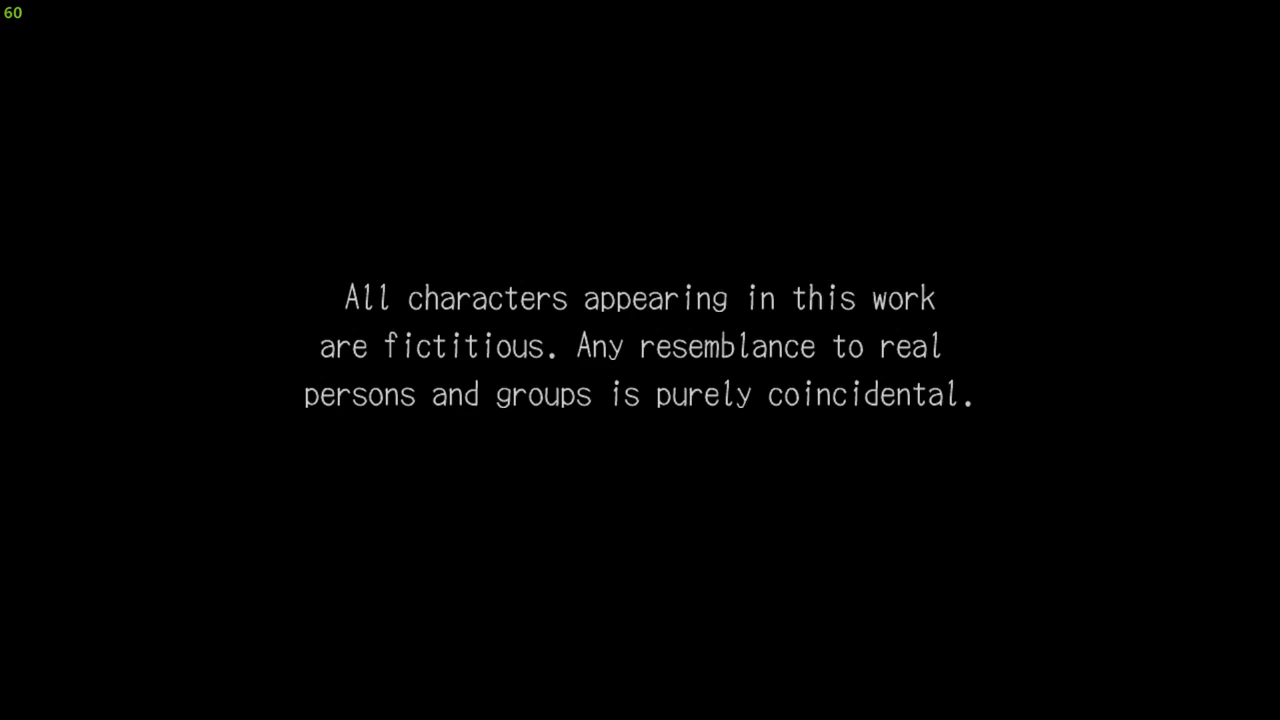 60
All characters appearing in this work
are fictitious. Any resemblance to real
persons and groups is purely coincidental.